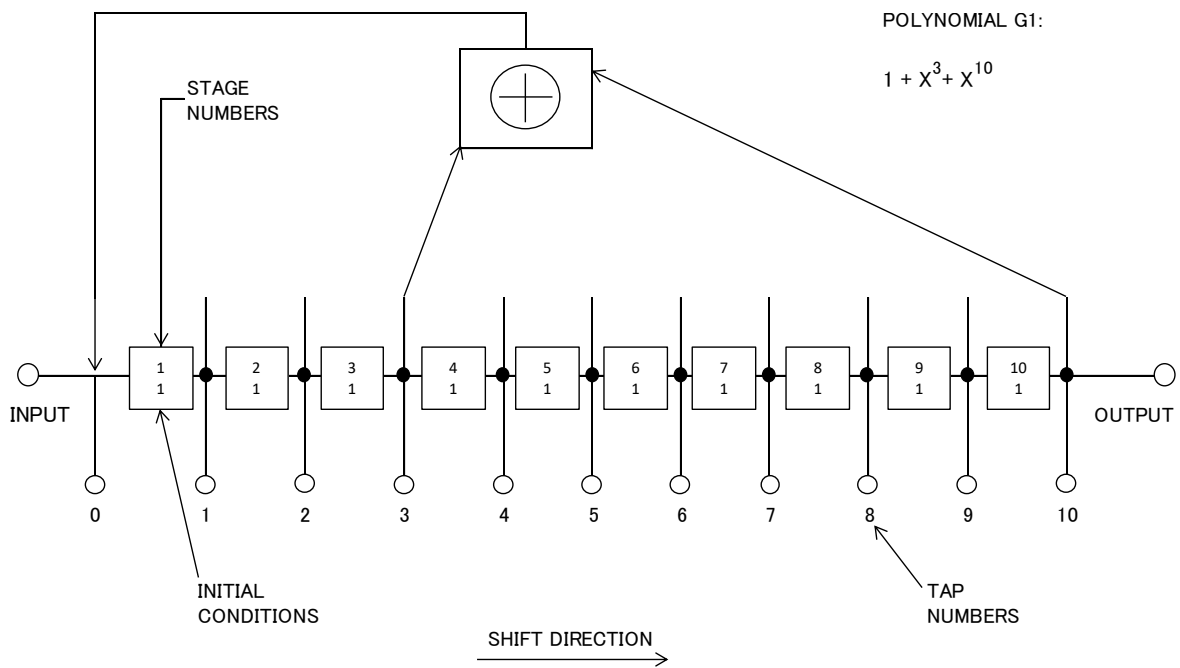 POLYNOMIAL G1:
1 + X^3 + X^10
STAGE
NUMBERS
1 2 3 4 5 6 7 8 9 10
1 1 1 1 1 1 1 1 1 1
INPUT
OUTPUT
0 1 2 3 4 5 6 7 8 9 10
INITIAL
CONDITIONS
TAP
NUMBERS
SHIFT DIRECTION